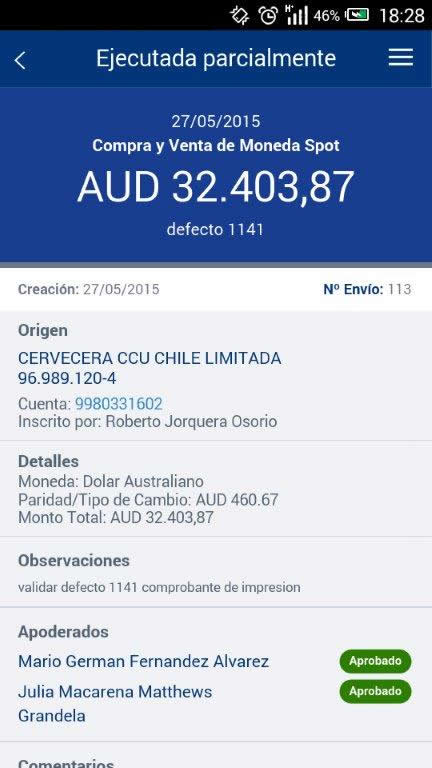 H 46% 18:28
Ejecutada parcialmente
27/05/2015
Compra y Venta de Moneda Spot
AUD 32.403,87
defecto 1141
Creación: 27/05/2015 Nº Envío: 113
Origen
CERVECERA CCU CHILE LIMITADA
96.989.120-4
Cuenta: 9980331602
Inscrito por: Roberto Jorquera Osorio
Detalles
Moneda: Dolar Australiano
Paridad/Tipo de Cambio: AUD 460.67
Monto Total: AUD 32.403,87
Observaciones
validar defecto 1141 comprobante de impresion
Apoderados
Mario German Fernandez Alvarez Aprobado
Julia Macarena Matthews Aprobado
Grandela
Comentarios